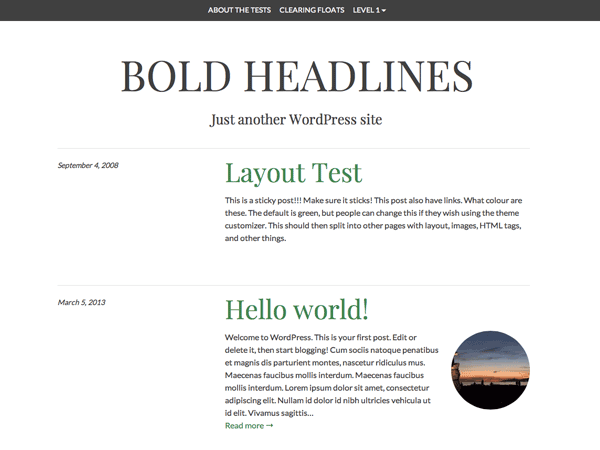 ABOUT THE TESTS CLEARING FLOATS LEVEL 1
BOLD HEADLINES
Just another WordPress site
September 4, 2008
Layout Test
This is a sticky post!!! Make sure it sticks! This post also have links. What colour are
these. The default is green, but people can change this if they wish using the theme
customizer. This should then split into other pages with layout, images, HTML tags,
and other things.
March 5, 2013
Hello world!
Welcome to WordPress. This is your first post. Edit or
delete it, then start blogging! Cum sociis natoque penatibus
et magnis dis parturient montes, nascetur ridiculus mus.
Maecenas faucibus mollis interdum. Maecenas faucibus
mollis interdum. Lorem ipsum dolor sit amet, consectetur
adipiscing elit. Nullam id dolor id nibh ultricies vehicula ut
id elit. Vivamus sagittis…
Read more →